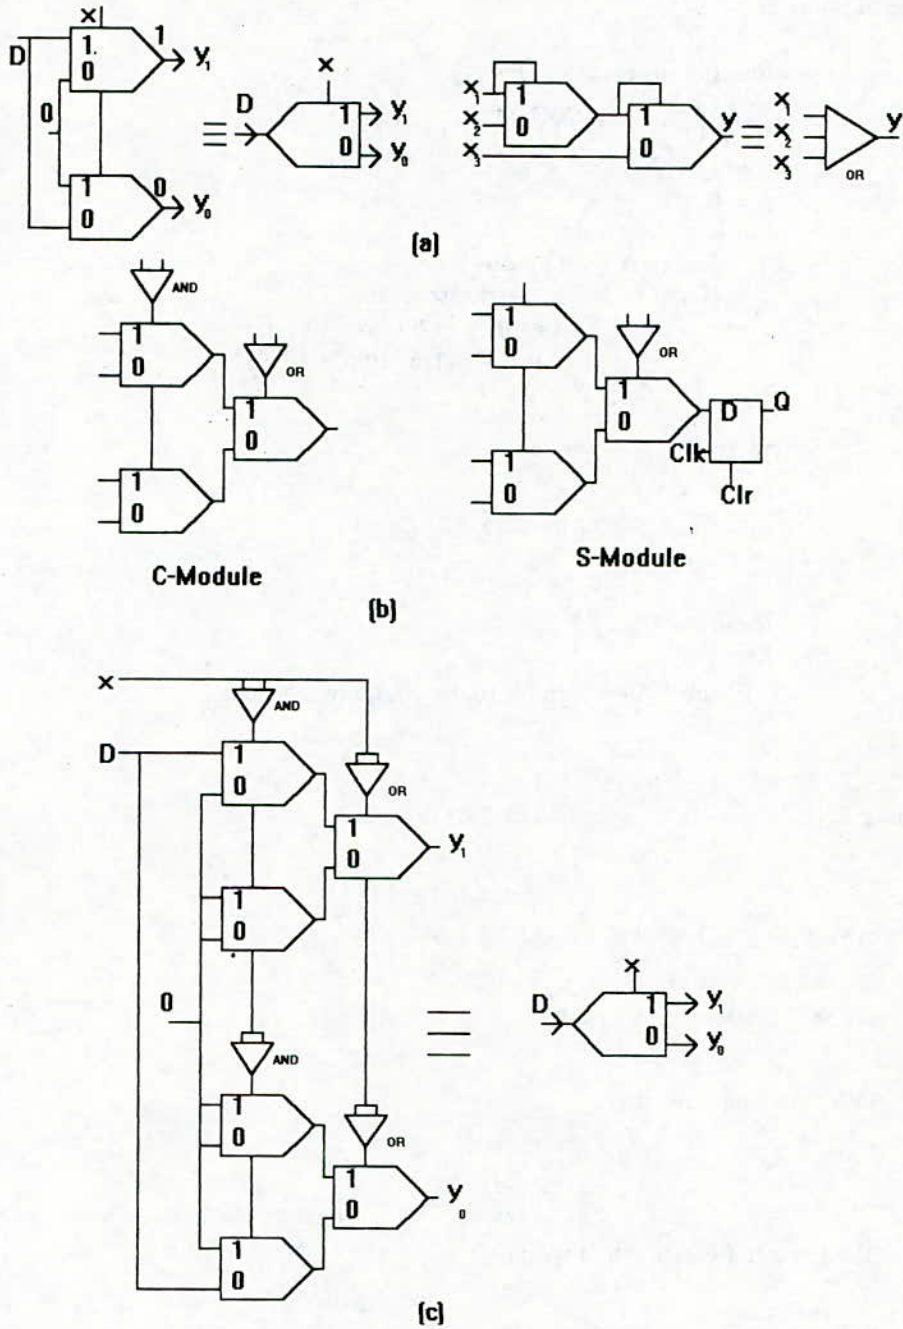 X
D
1
1.
0
Y₁
0
1
0
0
Y₀
X
D
1
0
Y₁
Y₀
X₁
X₂
X₃
1
0
1
0
Y
X₁
X₂
X₃
Y
OR
(a)
AND
1
0
OR
1
0
1
0
C-Module
1
0
OR
1
0
1
0
D
Q
Clk
Clr
S-Module
(b)
X
AND
D
1
0
OR
1
0
Y₁
1
0
0
AND
1
0
OR
1
0
Y₀
1
0
X
D
1
0
Y₁
Y₀
(c)